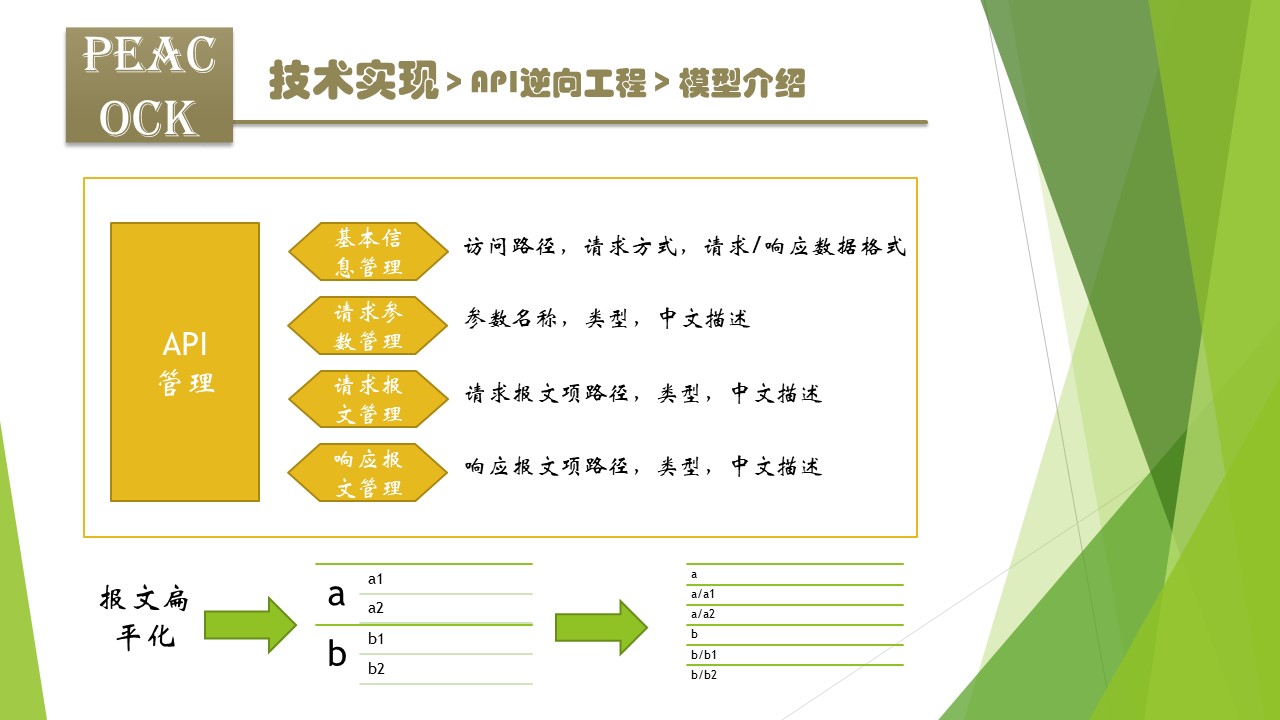 PEAC
OCK
技术实现 > API逆向工程 > 模型介绍
API
管理
基本信
息管理
访问路径，请求方式，请求/响应数据格式
请求参
数管理
参数名称，类型，中文描述
请求报
文管理
请求报文项路径，类型，中文描述
响应报
文管理
响应报文项路径，类型，中文描述
报文扁
平化
a
a1
a2
b
b1
b2
a
a/a1
a/a2
b
b/b1
b/b2